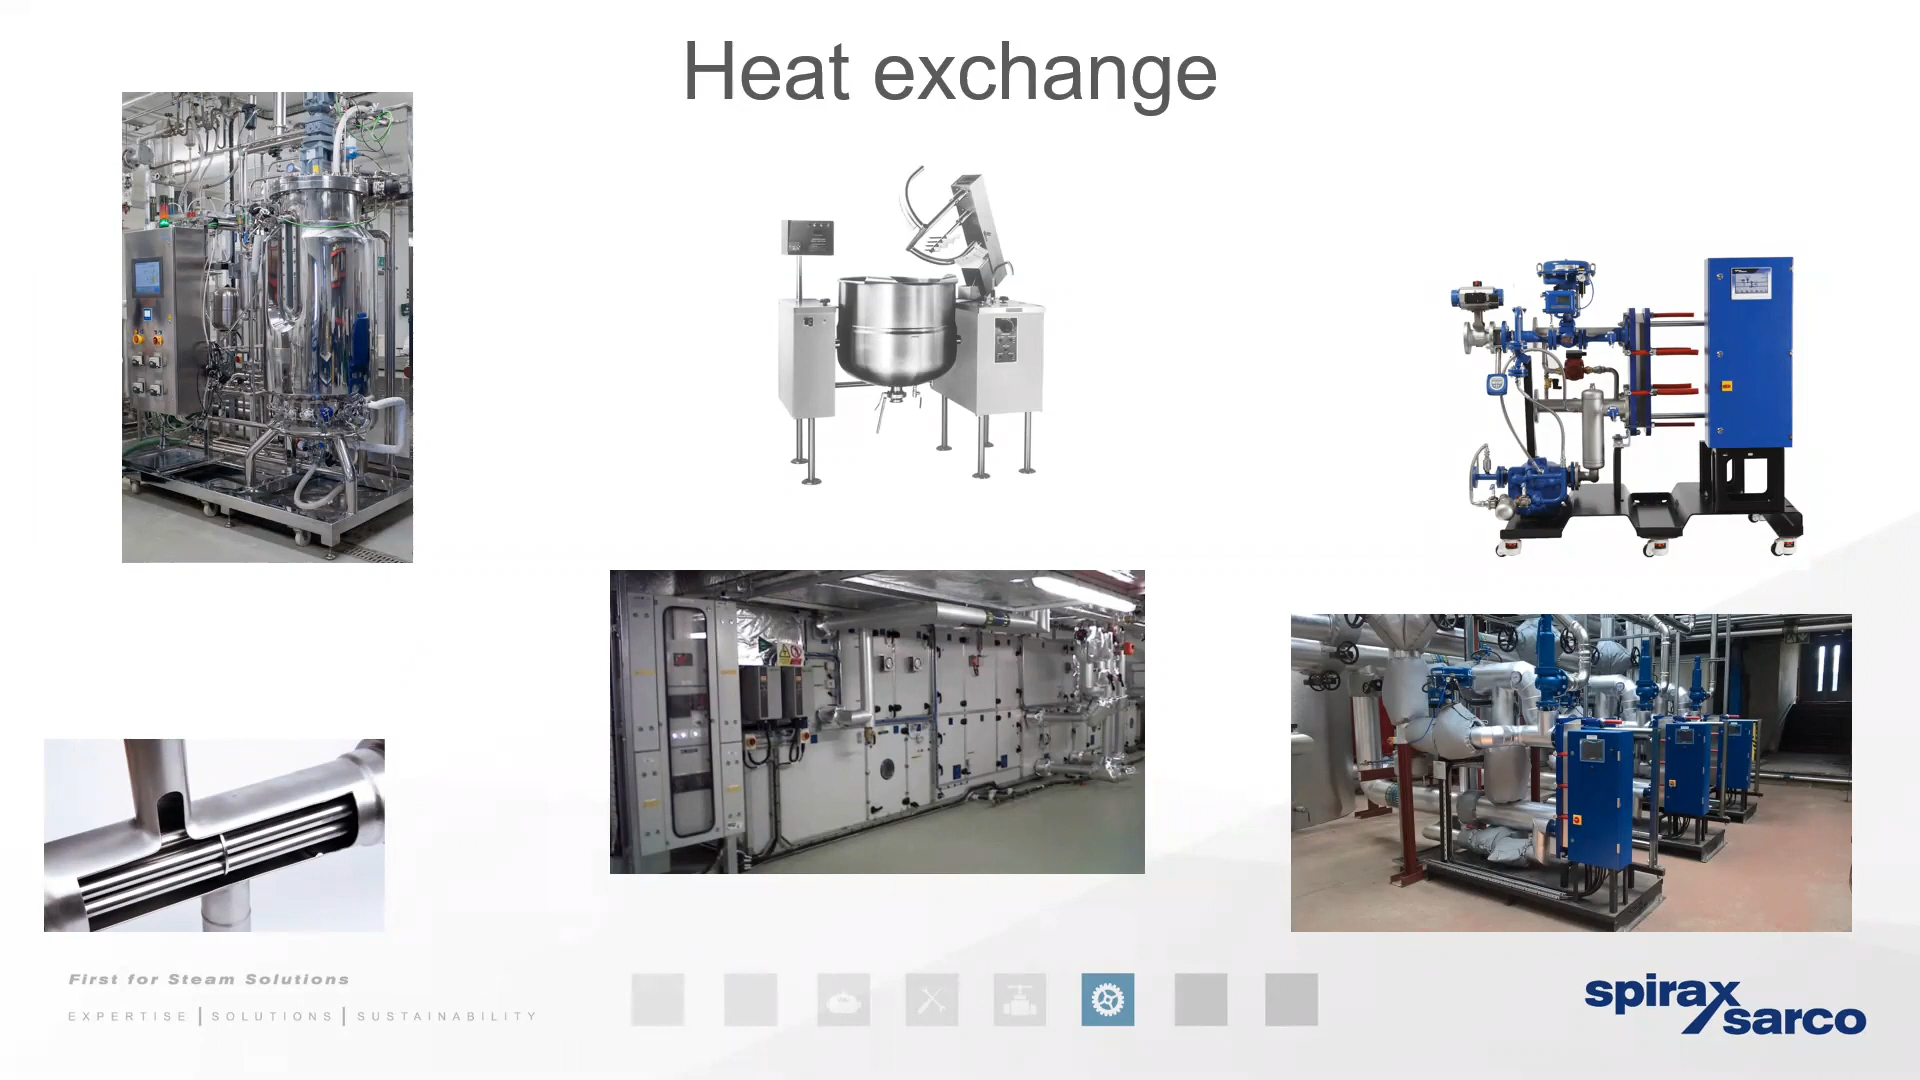 Heat exchange
First for Steam Solutions
EXPERTISE | SOLUTIONS | SUSTAINABILITY
spirax
sarco